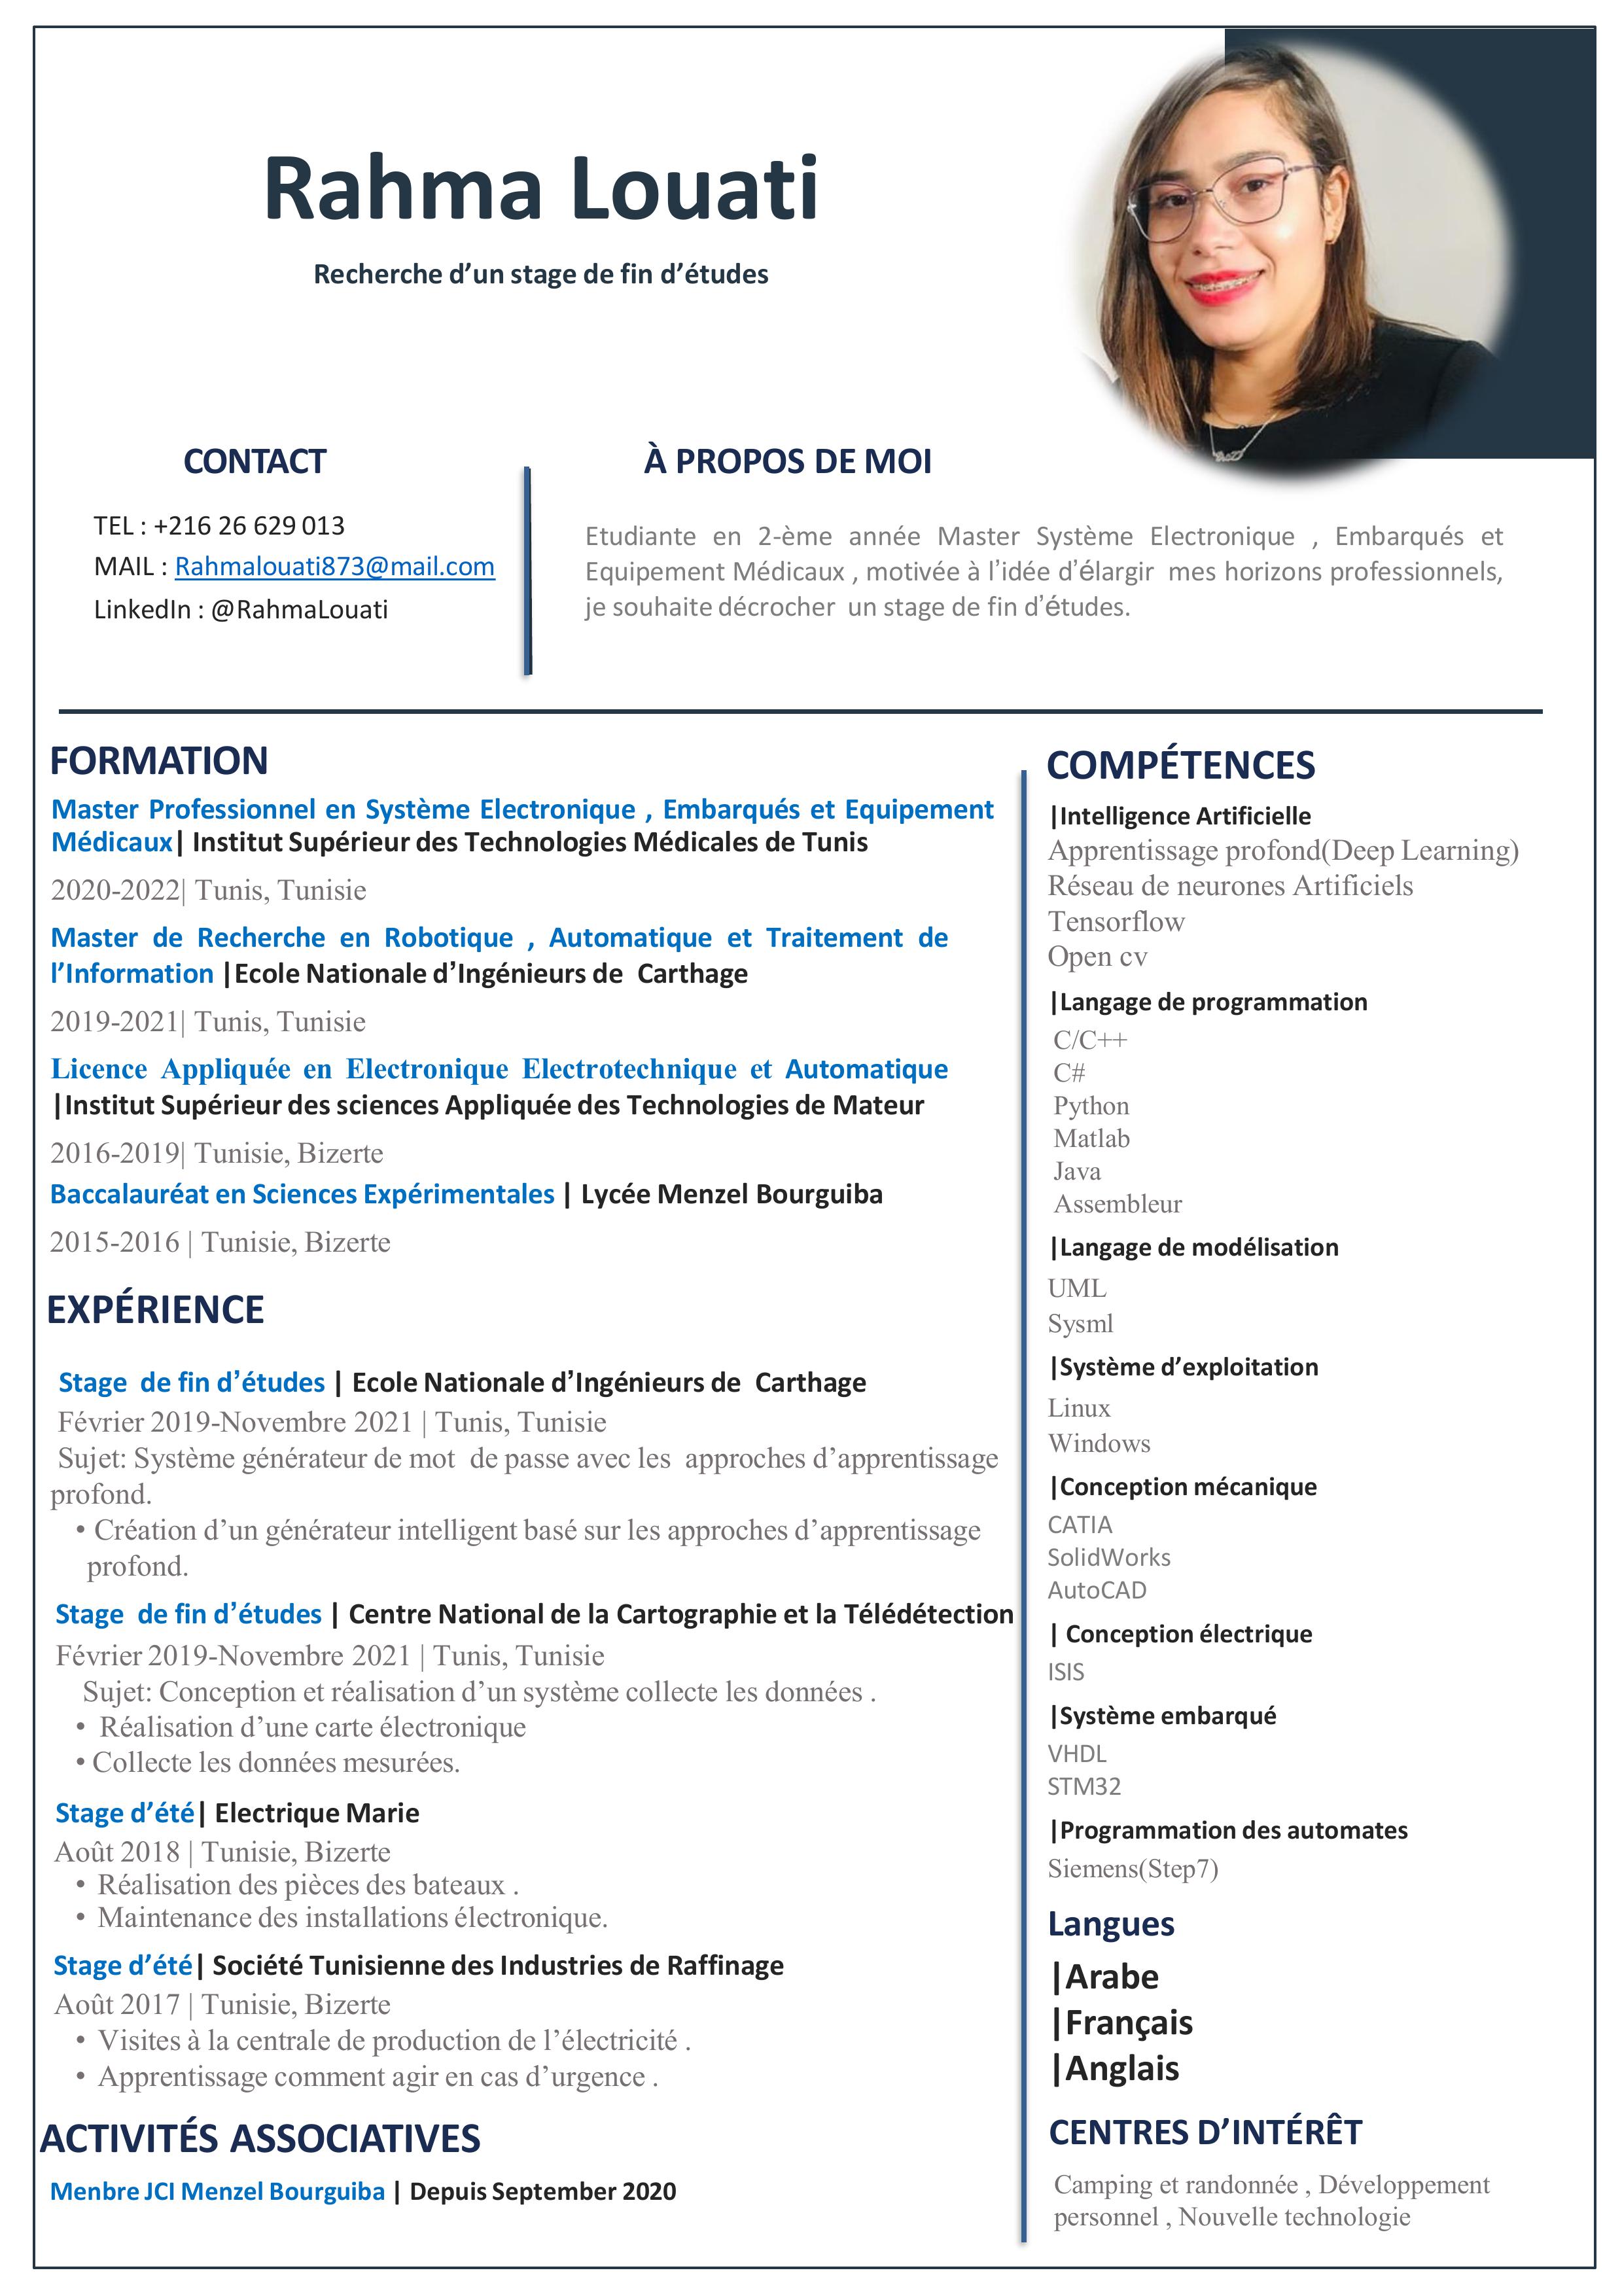 Rahma Louati
Recherche d’un stage de fin d’études
CONTACT
TEL : +216 26 629 013
MAIL : Rahmalouati873@mail.com
LinkedIn : @RahmaLouati
À PROPOS DE MOI
Etudiante en 2-ème année Master Système Electronique , Embarqués et
Equipement Médicaux , motivée à l’idée d’élargir mes horizons professionnels,
je souhaite décrocher un stage de fin d’études.
FORMATION
Master Professionnel en Système Electronique , Embarqués et Equipement
Médicaux| Institut Supérieur des Technologies Médicales de Tunis
2020-2022| Tunis, Tunisie
Master de Recherche en Robotique , Automatique et Traitement de
l’Information |Ecole Nationale d’Ingénieurs de Carthage
2019-2021| Tunis, Tunisie
Licence Appliquée en Electronique Electrotechnique et Automatique
|Institut Supérieur des sciences Appliquée des Technologies de Mateur
2016-2019| Tunisie, Bizerte
Baccalauréat en Sciences Expérimentales | Lycée Menzel Bourguiba
2015-2016 | Tunisie, Bizerte
EXPÉRIENCE
Stage de fin d’études | Ecole Nationale d’Ingénieurs de Carthage
Février 2019-Novembre 2021 | Tunis, Tunisie
Sujet: Système générateur de mot de passe avec les approches d’apprentissage
profond.
• Création d’un générateur intelligent basé sur les approches d’apprentissage
profond.
Stage de fin d’études | Centre National de la Cartographie et la Télédétection
Février 2019-Novembre 2021 | Tunis, Tunisie
Sujet: Conception et réalisation d’un système collecte les données .
• Réalisation d’une carte électronique
• Collecte les données mesurées.
Stage d’été| Electrique Marie
Août 2018 | Tunisie, Bizerte
• Réalisation des pièces des bateaux .
• Maintenance des installations électronique.
Stage d’été| Société Tunisienne des Industries de Raffinage
Août 2017 | Tunisie, Bizerte
• Visites à la centrale de production de l’électricité .
• Apprentissage comment agir en cas d’urgence .
ACTIVITÉS ASSOCIATIVES
Menbre JCI Menzel Bourguiba | Depuis September 2020
COMPÉTENCES
|Intelligence Artificielle
Apprentissage profond(Deep Learning)
Réseau de neurones Artificiels
Tensorflow
Open cv
|Langage de programmation
C/C++
C#
Python
Matlab
Java
Assembleur
|Langage de modélisation
UML
Sysml
|Système d’exploitation
Linux
Windows
|Conception mécanique
CATIA
SolidWorks
AutoCAD
| Conception électrique
ISIS
|Système embarqué
VHDL
STM32
|Programmation des automates
Siemens(Step7)
Langues
|Arabe
|Français
|Anglais
CENTRES D’INTÉRÊT
Camping et randonnée , Développement
personnel , Nouvelle technologie